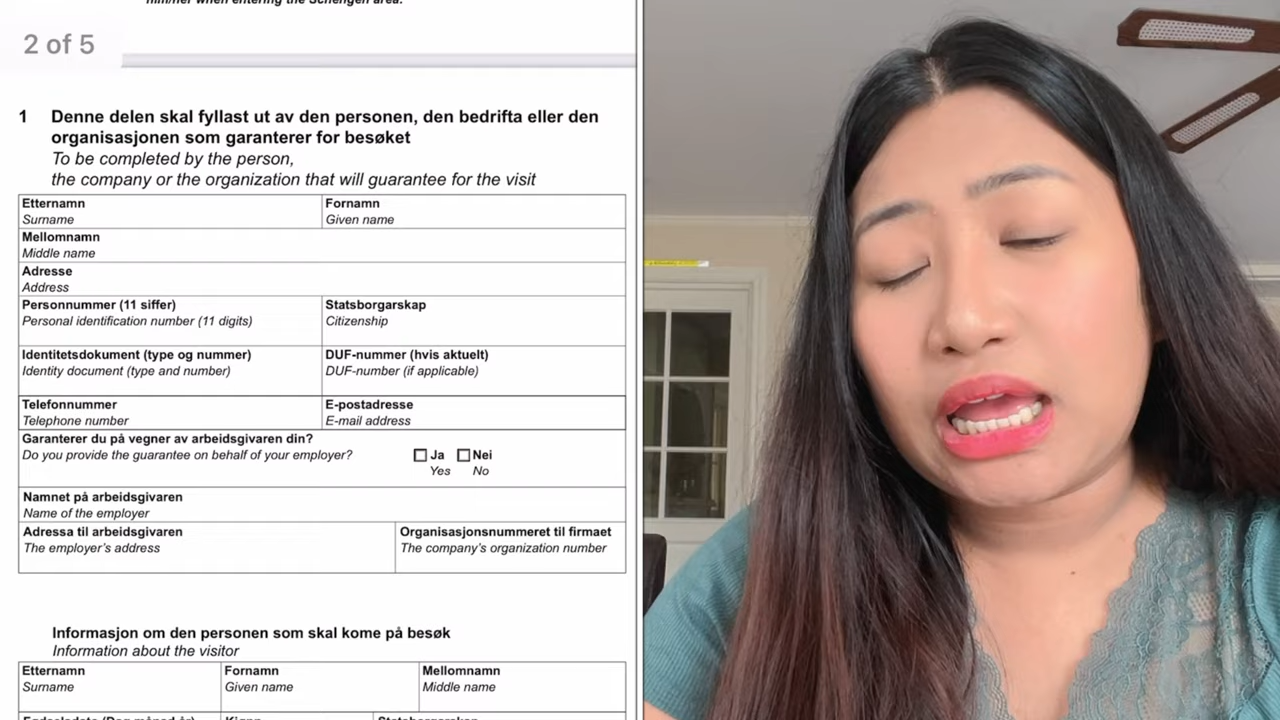 him/her when entering the Schengen area.
2 of 5
1 Denne delen skal fyllast ut av den personen, den bedrifta eller den
organisasjonen som garanterer for besøket
To be completed by the person,
the company or the organization that will guarantee for the visit
Etternamn Fornamn
Surname Given name
Mellomnamn
Middle name
Adresse
Address
Personnummer (11 siffer) Statsborgarskap
Personal identification number (11 digits) Citizenship
Identitetsdokument (type og nummer) DUF-nummer (hvis aktuelt)
Identity document (type and number) DUF-number (if applicable)
Telefonnummer E-postadresse
Telephone number E-mail address
Garanterer du på vegner av arbeidsgivaren din?
Do you provide the guarantee on behalf of your employer? Ja Nei
Yes No
Namnet på arbeidsgivaren
Name of the employer
Adressa til arbeidsgivaren Organisasjonsnummeret til firmaet
The employer's address The company's organization number
Informasjon om den personen som skal kome på besøk
Information about the visitor
Etternamn Fornamn Mellomnamn
Surname Given name Middle name